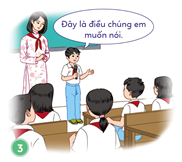 Đây là điều chúng em
muốn nói.
3